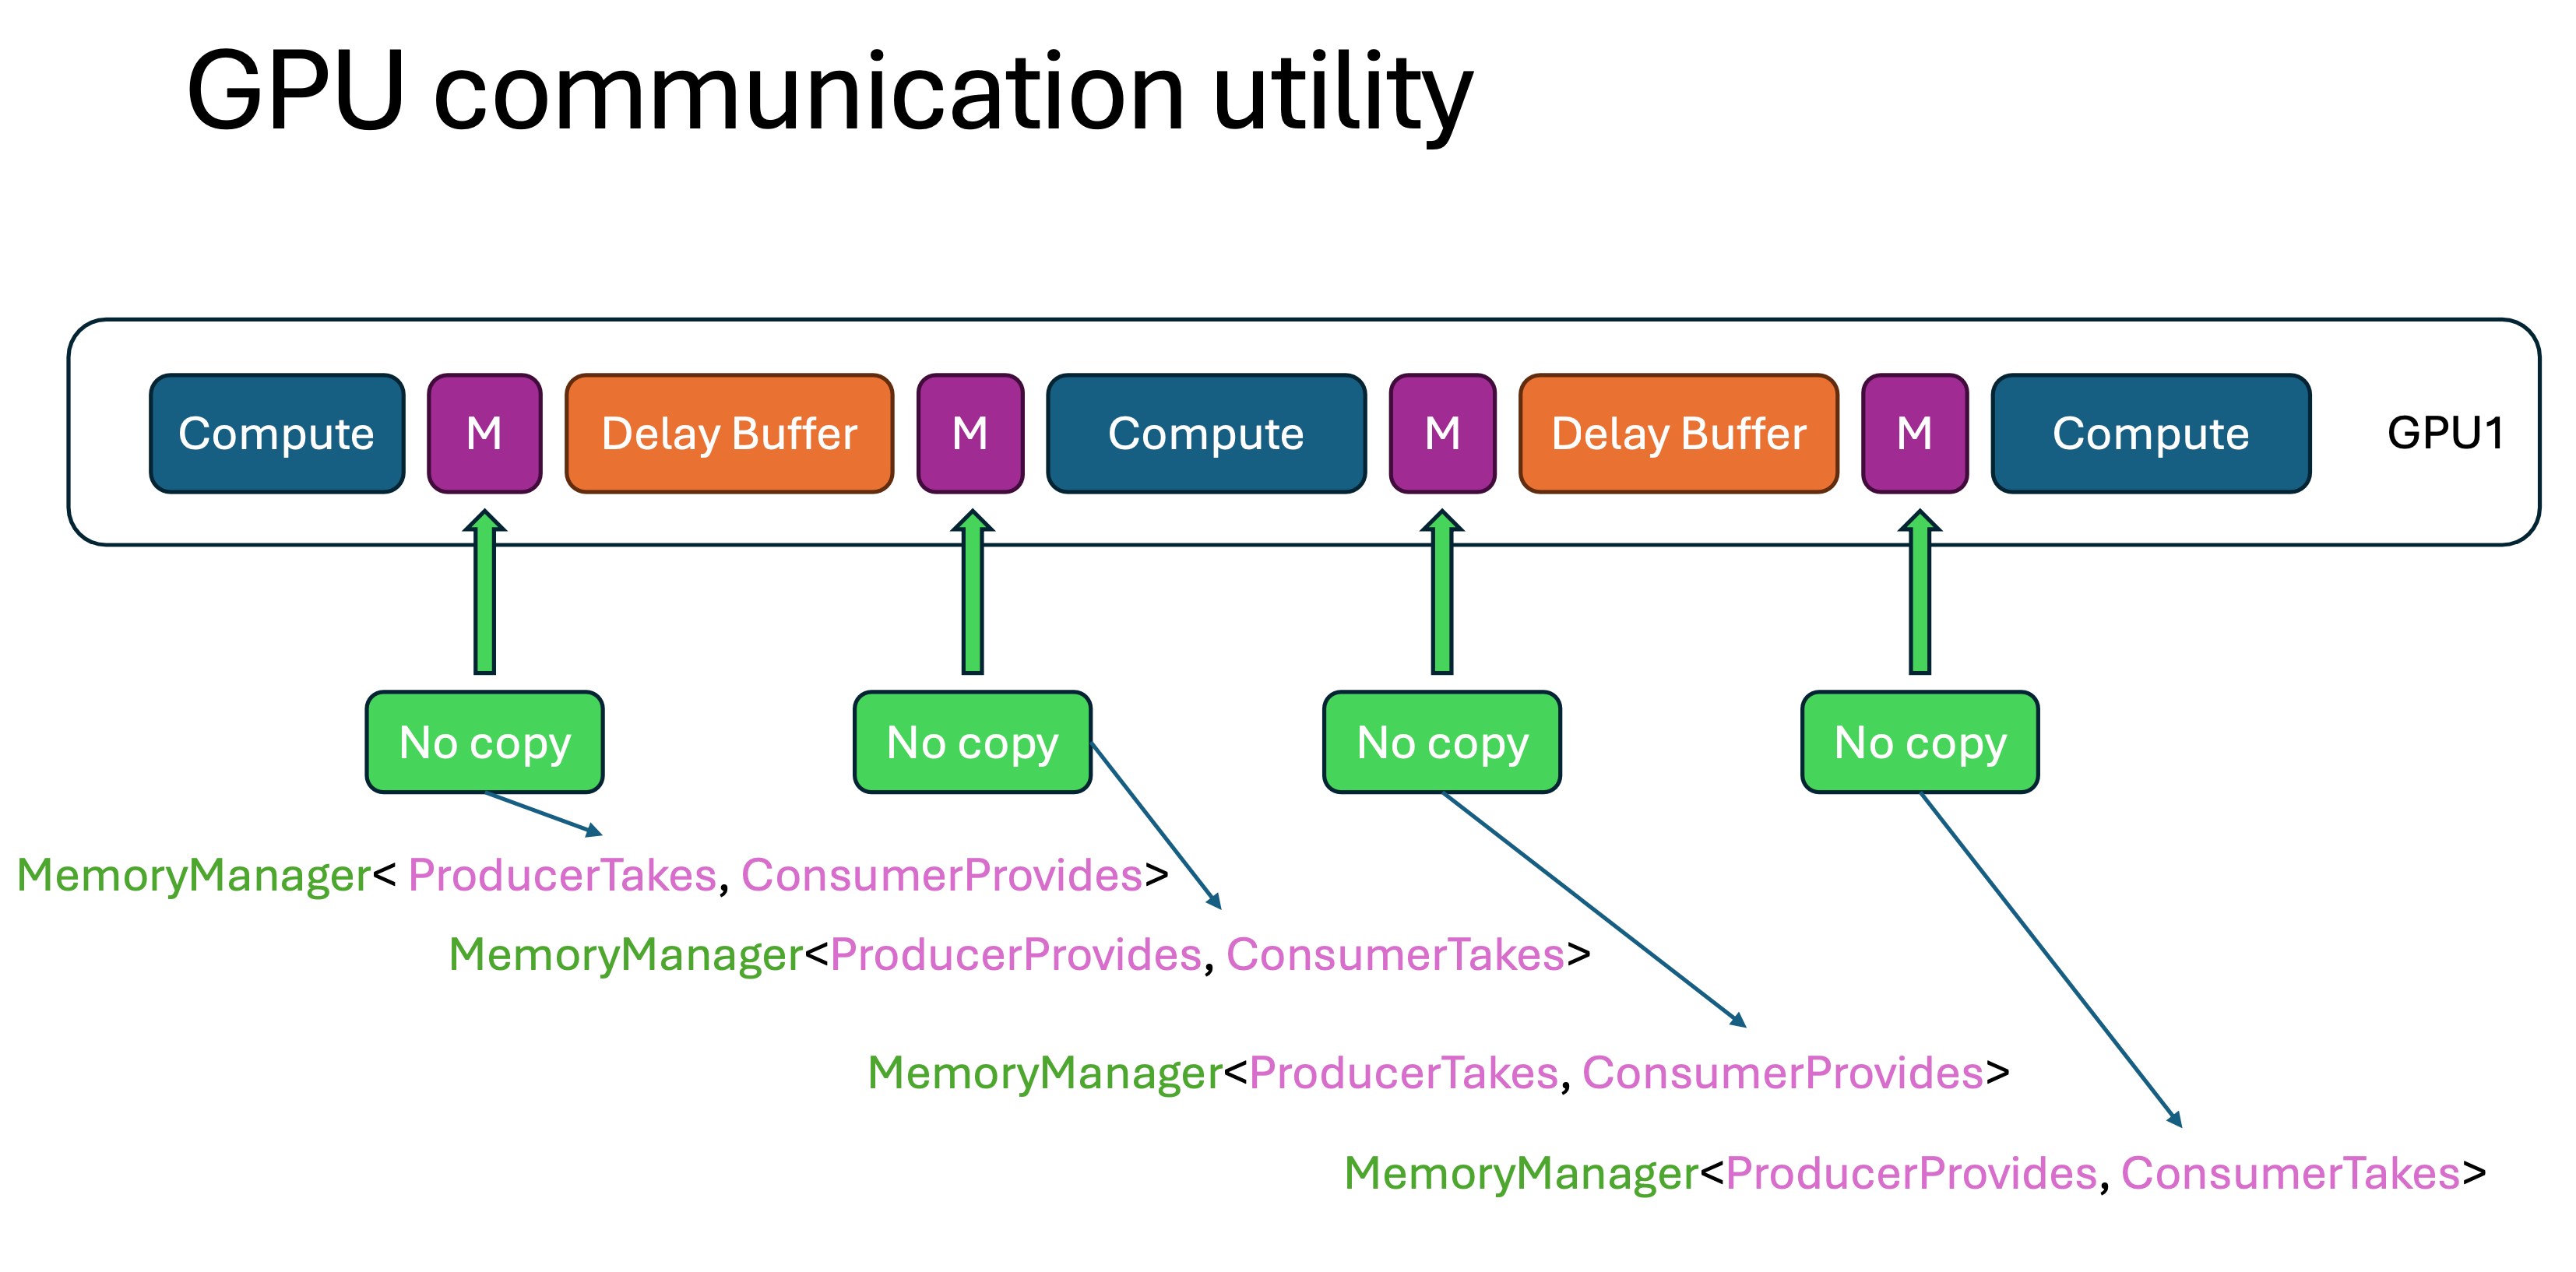 GPU communication utility
Compute M Delay Buffer M Compute M Delay Buffer M Compute GPU1
No copy No copy No copy No copy
MemoryManager< ProducerTakes, ConsumerProvides>
MemoryManager<ProducerProvides, ConsumerTakes>
MemoryManager<ProducerTakes, ConsumerProvides>
MemoryManager<ProducerProvides, ConsumerTakes>